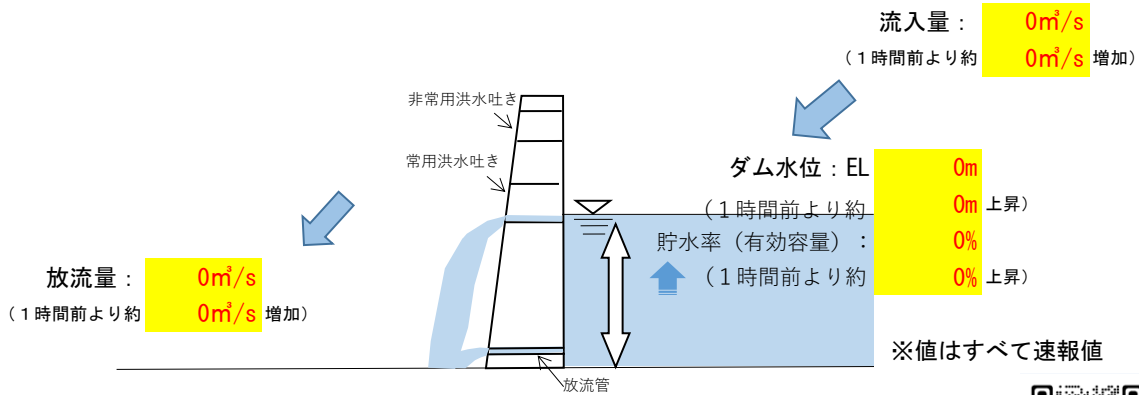 流入量： 0㎥/s
（１時間前より約 0㎥/s 増加）
非常用洪水吐き
常用洪水吐き
ダム水位：EL 0m
（１時間前より約 0m 上昇）
貯水率（有効容量）： 0%
（１時間前より約 0% 上昇）
放流量： 0㎥/s
（１時間前より約 0㎥/s 増加）
※値はすべて速報値
放流管